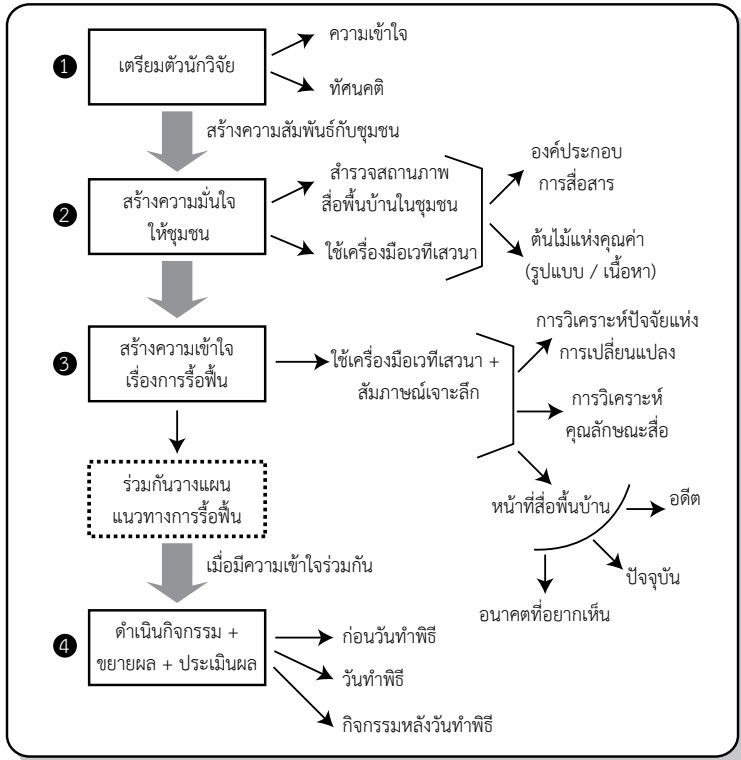 ❶
เตรียมตัวนักวิจัย
ความเข้าใจ
ทัศนคติ
สร้างความสัมพันธ์กับชุมชน
❷
สร้างความมั่นใจ
ให้ชุมชน
สำรวจสถานภาพ
สื่อพื้นบ้านในชุมชน
ใช้เครื่องมือเวทีเสวนา
องค์ประกอบ
การสื่อสาร
ต้นไม้แห่งคุณค่า
(รูปแบบ / เนื้อหา)
❸
สร้างความเข้าใจ
เรื่องการรื้อฟื้น
ใช้เครื่องมือเวทีเสวนา +
สัมภาษณ์เจาะลึก
การวิเคราะห์ปัจจัยแห่ง
การเปลี่ยนแปลง
การวิเคราะห์
คุณลักษณะสื่อ
หน้าที่สื่อพื้นบ้าน
อดีต
ปัจจุบัน
อนาคตที่อยากเห็น
ร่วมกันวางแผน
แนวทางการรื้อฟื้น
เมื่อมีความเข้าใจร่วมกัน
❹
ดำเนินกิจกรรม +
ขยายผล + ประเมินผล
ก่อนวันทำพิธี
วันทำพิธี
กิจกรรมหลังวันทำพิธี